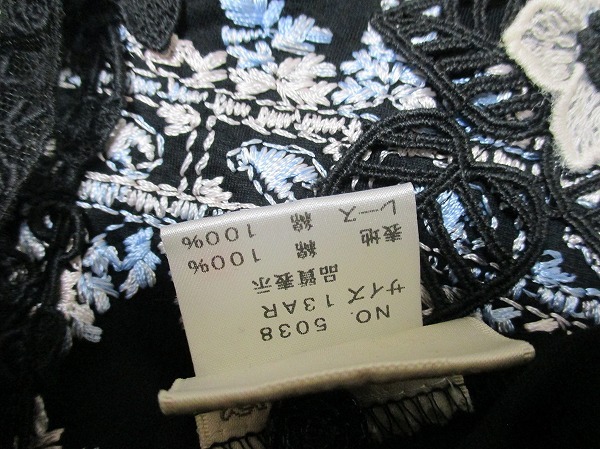 NO. 5038
サイズ 13AR
品質表示
表地 綿 100%
レース 綿 100%